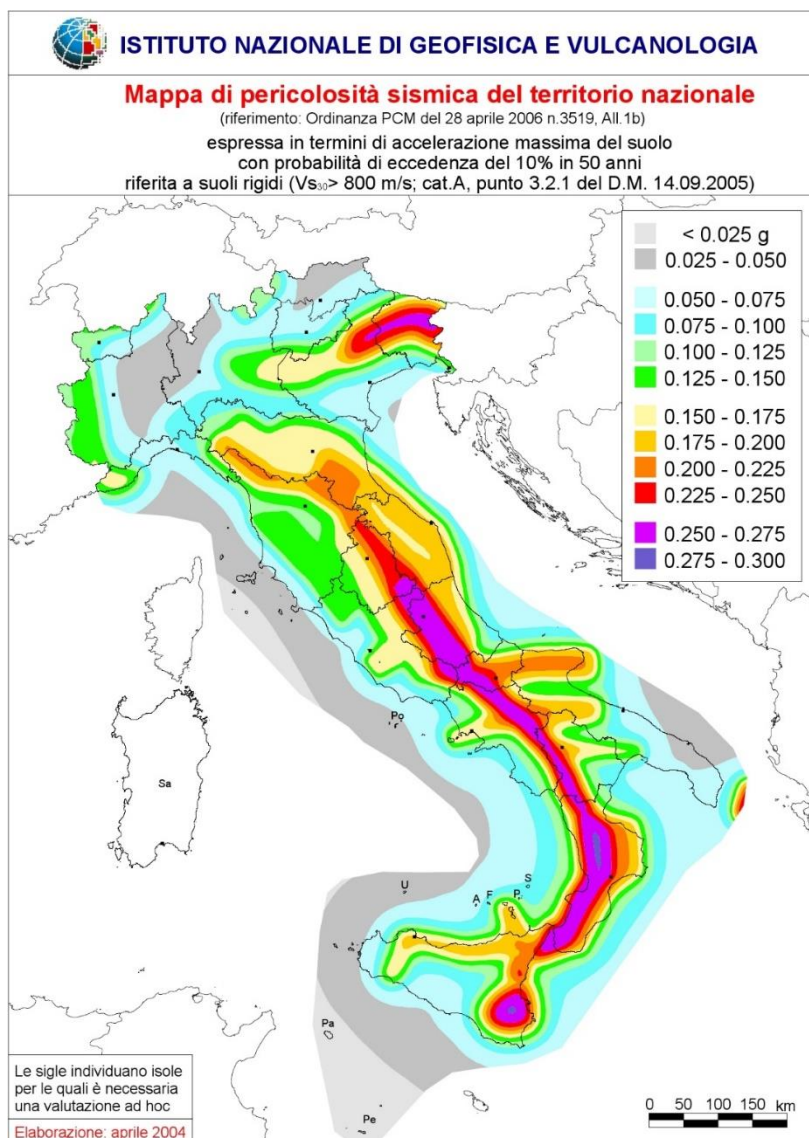 ISTITUTO NAZIONALE DI GEOFISICA E VULCANOLOGIA
Mappa di pericolosità sismica del territorio nazionale
(riferimento: Ordinanza PCM del 28 aprile 2006 n.3519, All.1b)
espressa in termini di accelerazione massima del suolo
con probabilità di eccedenza del 10% in 50 anni
riferita a suoli rigidi (Vs₃₀> 800 m/s; cat.A, punto 3.2.1 del D.M. 14.09.2005)
< 0.025 g
0.025 - 0.050
0.050 - 0.075
0.075 - 0.100
0.100 - 0.125
0.125 - 0.150
0.150 - 0.175
0.175 - 0.200
0.200 - 0.225
0.225 - 0.250
0.250 - 0.275
0.275 - 0.300
Po
Sa
U
A
F
P
S
Pa
Pe
Le sigle individuano isole
per le quali è necessaria
una valutazione ad hoc
Elaborazione: aprile 2004
0 50 100 150 km